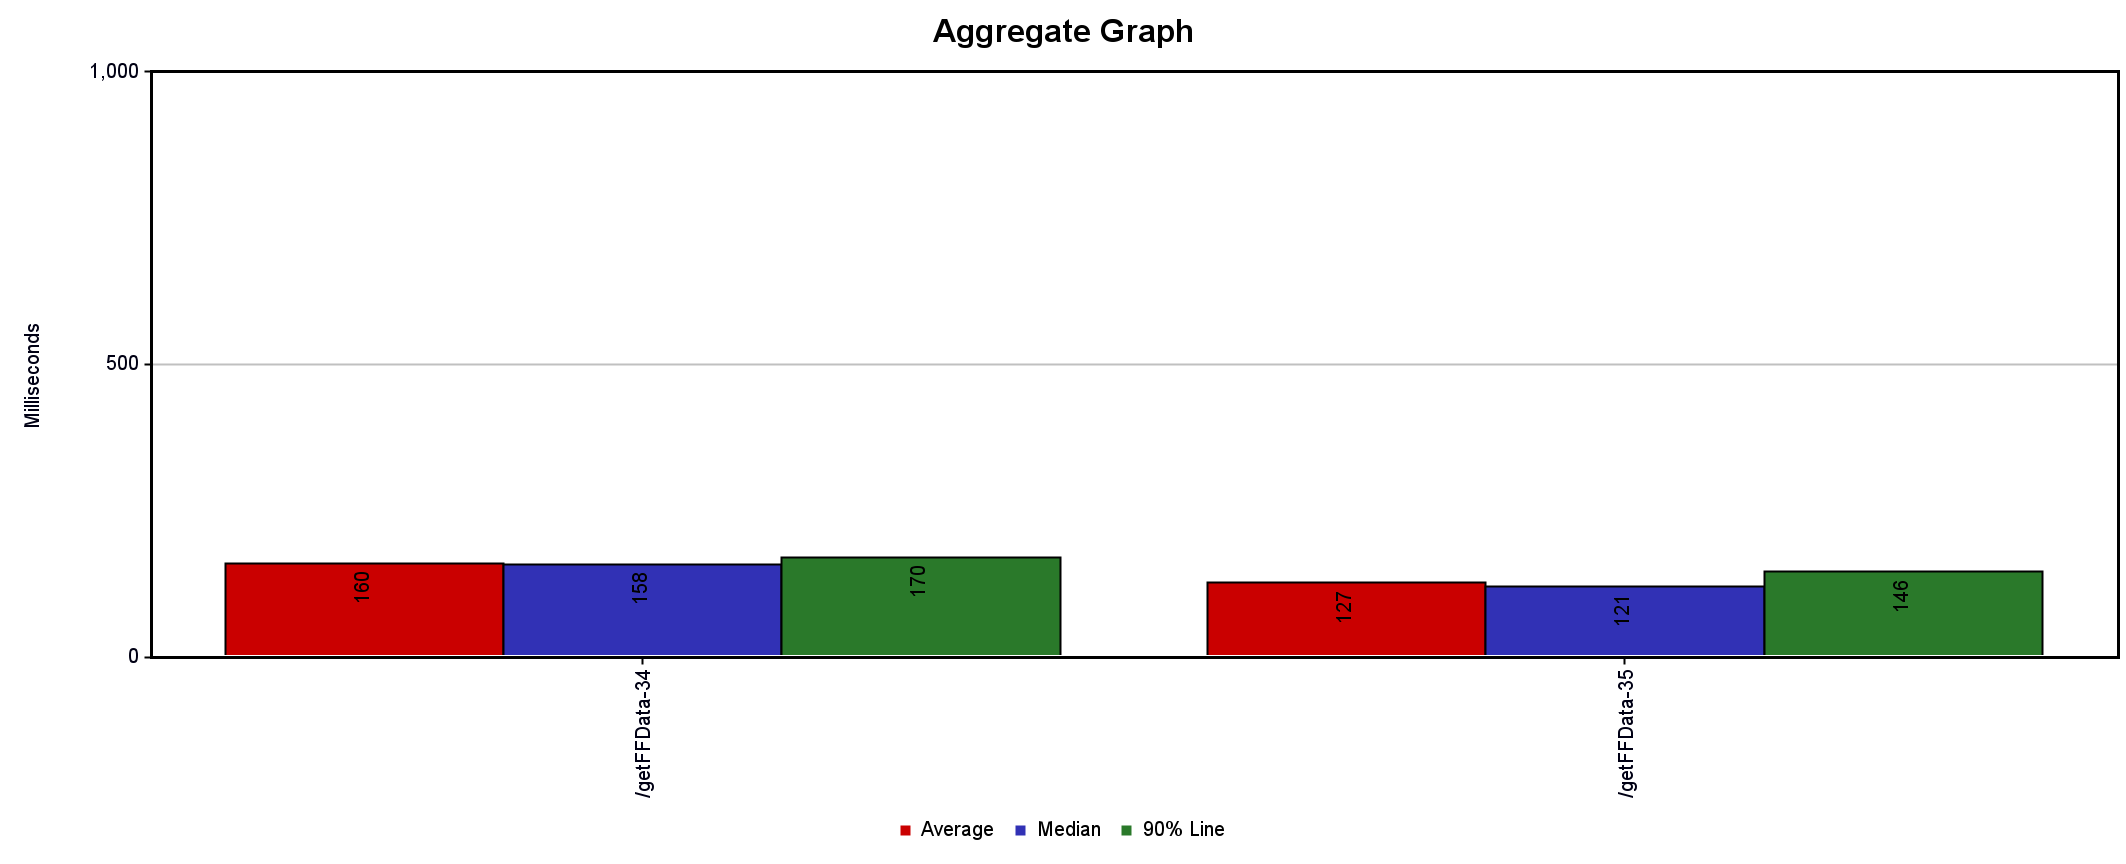 Aggregate Graph
1,000
500
0
Milliseconds
160
158
170
127
121
146
/getFFData-34
/getFFData-35
Average
Median
90% Line